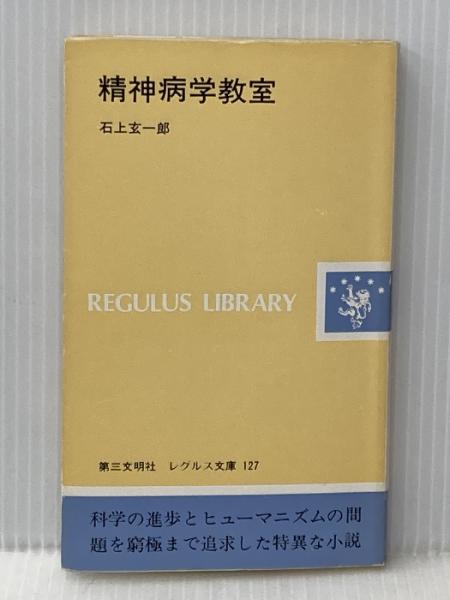 精神病学教室
石上玄一郎
REGULUS LIBRARY
第三文明社 レグルス文庫 127
科学の進歩とヒューマニズムの問
題を窮極まで追求した特異な小説